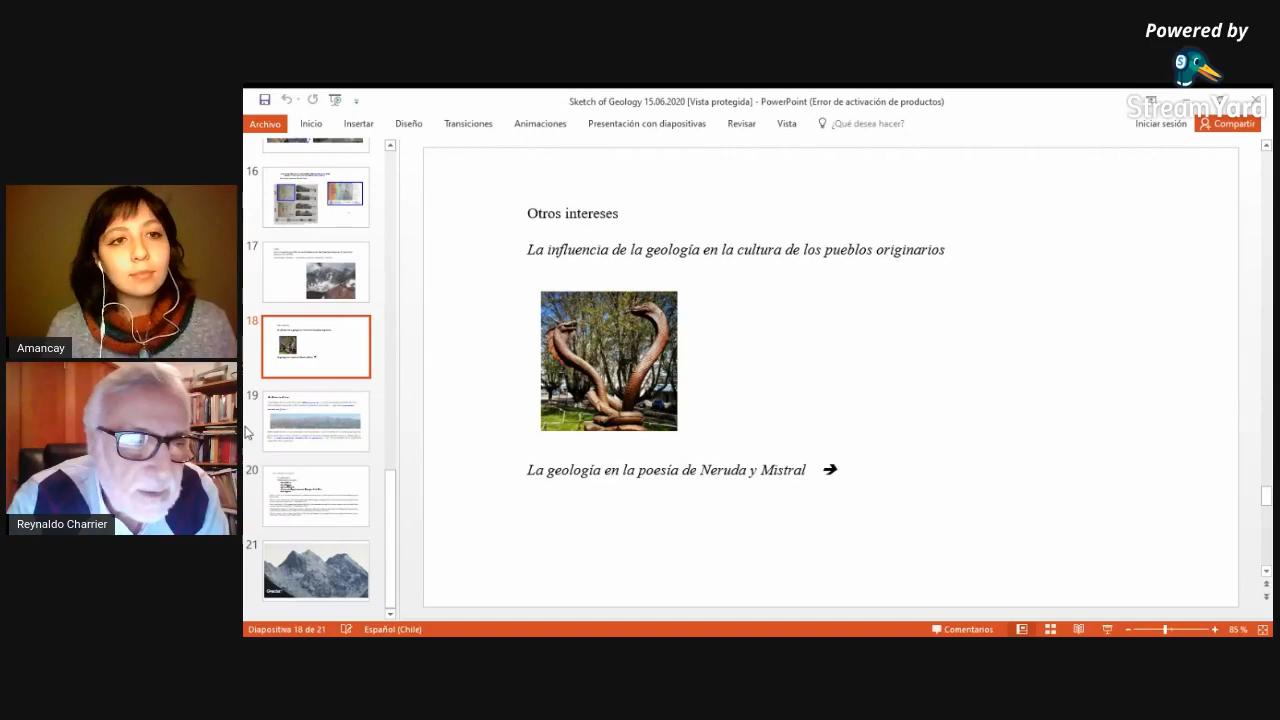 Powered by
StreamYard
Sketch of Geology 15.06.2020 [Vista protegida] - PowerPoint (Error de activación de productos)
Archivo Inicio Insertar Diseño Transiciones Animaciones Presentación con diapositivas Revisar Vista ¿Qué desea hacer? Iniciar sesión Compartir
16
17
18
19
20
21
Gracias
Otros intereses
La influencia de la geología en la cultura de los pueblos originarios
La geología en la poesía de Neruda y Mistral ➔
Amancay
Reynaldo Charrier
Diapositiva 18 de 21 Español (Chile) Comentarios 85 %